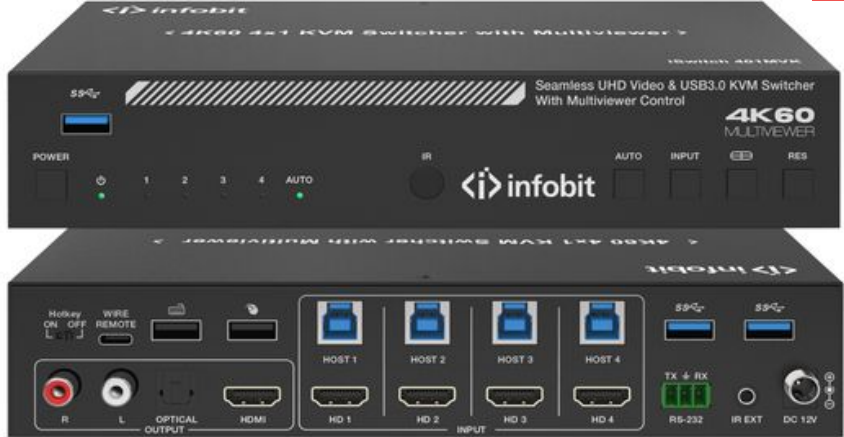 infobit
< 4K60 4x1 KVM Switcher with Multiviewer >
iSwitch 401MVK
SS
Seamless UHD Video & USB3.0 KVM Switcher
With Multiviewer Control
4K60
MULTIVIEWER
POWER
IR
AUTO INPUT RES
1 2 3 4 AUTO
infobit
< 4K60 4x1 KVM Switcher with Multiviewer >
infobit
Hotkey
ON OFF
WIRE
REMOTE
SS SS
HOST 1 HOST 2 HOST 3 HOST 4
TX RX
R L OPTICAL HDMI
OUTPUT
HD 1 HD 2 HD 3 HD 4
INPUT
RS-232 IR EXT DC 12V